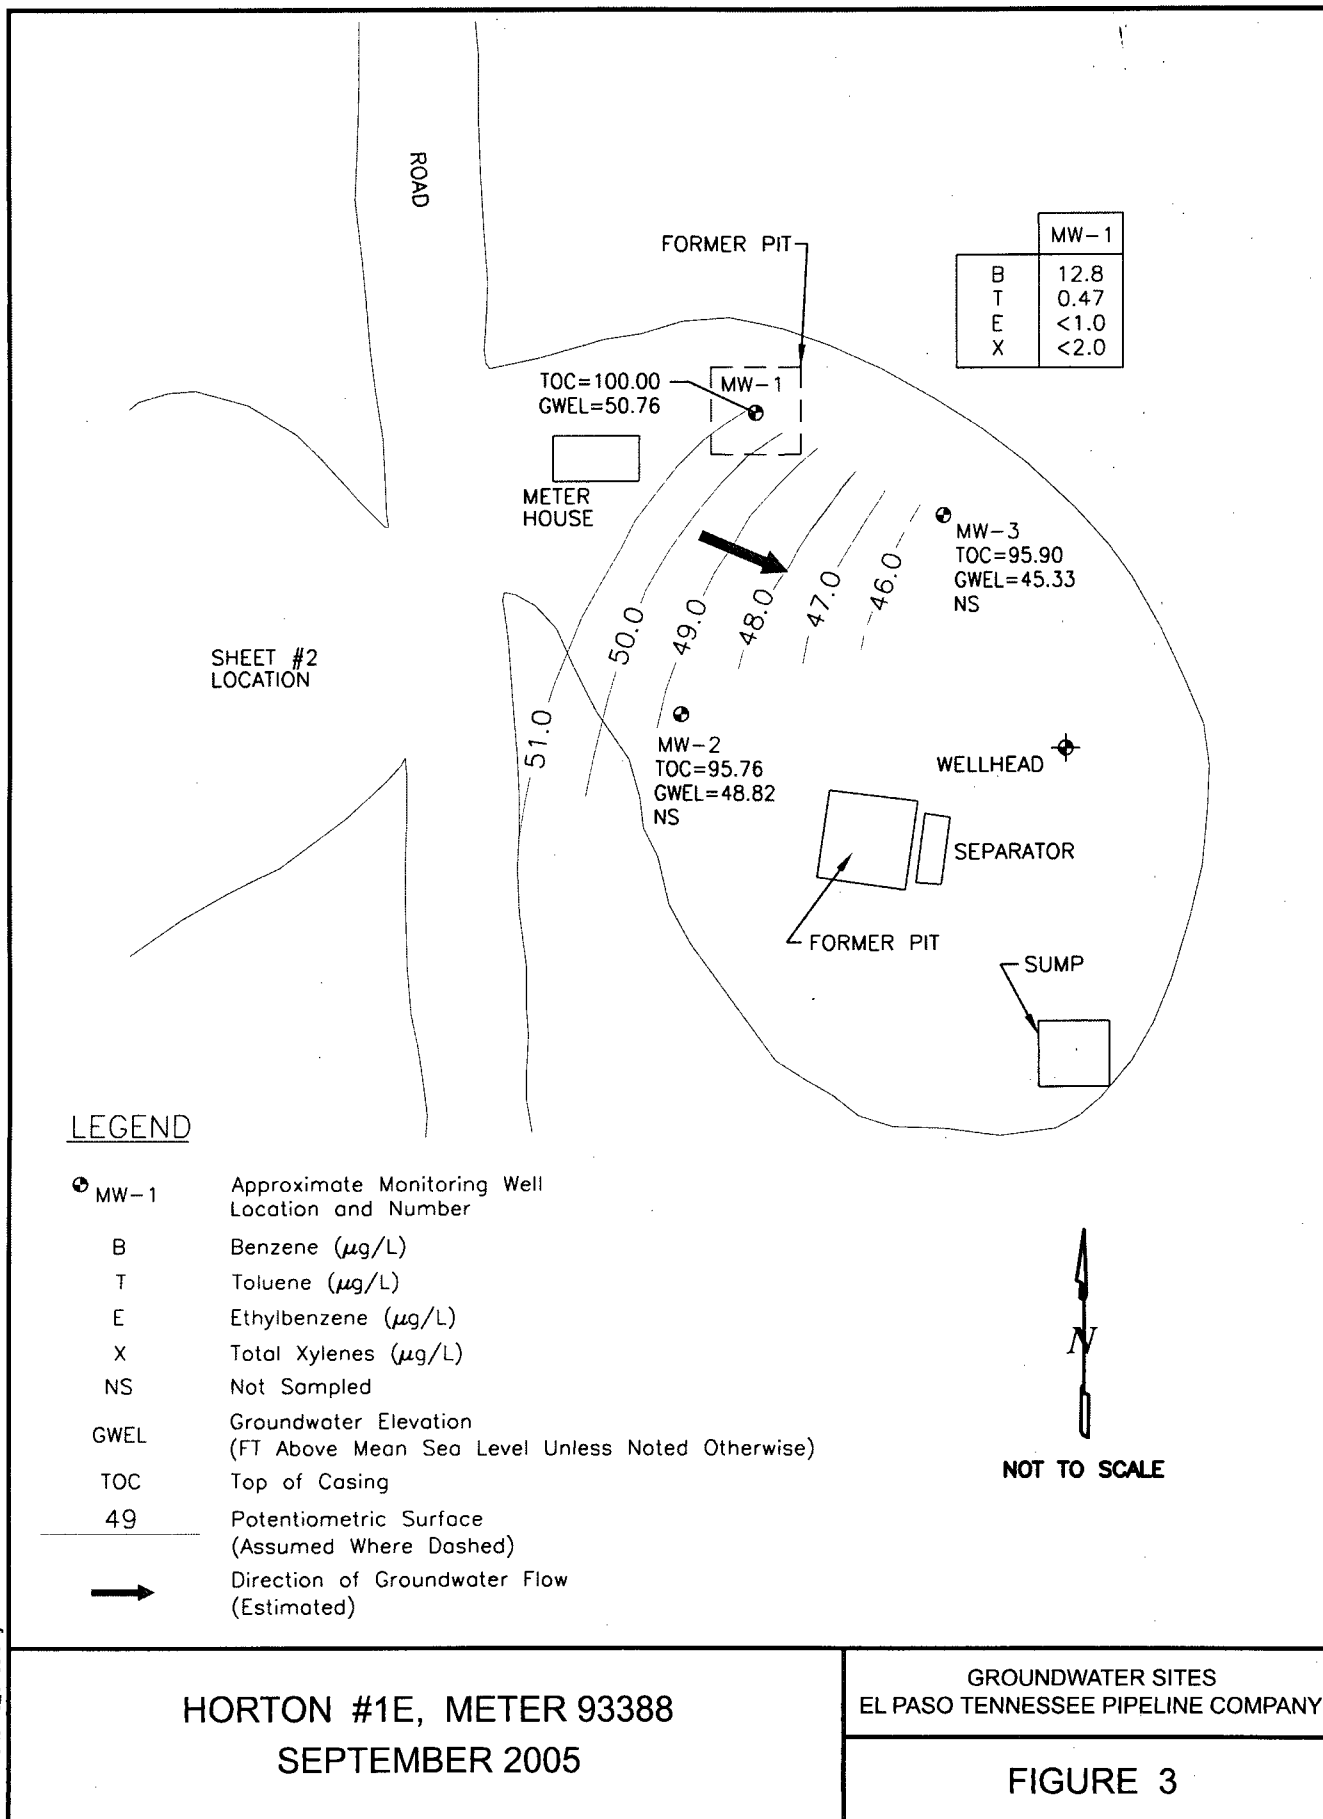 ROAD
FORMER PIT
MW-1
B 12.8
T 0.47
E <1.0
X <2.0
TOC=100.00
GWEL=50.76
MW-1
METER
HOUSE
MW-3
TOC=95.90
GWEL=45.33
NS
51.0
50.0
49.0
48.0
47.0
46.0
SHEET #2
LOCATION
MW-2
TOC=95.76
GWEL=48.82
NS
WELLHEAD
SEPARATOR
FORMER PIT
SUMP
LEGEND
MW-1 Approximate Monitoring Well
Location and Number
B Benzene (µg/L)
T Toluene (µg/L)
E Ethylbenzene (µg/L)
X Total Xylenes (µg/L)
NS Not Sampled
GWEL Groundwater Elevation
(FT Above Mean Sea Level Unless Noted Otherwise)
TOC Top of Casing
49 Potentiometric Surface
(Assumed Where Dashed)
Direction of Groundwater Flow
(Estimated)
N
NOT TO SCALE
HORTON #1E, METER 93388
SEPTEMBER 2005
GROUNDWATER SITES
EL PASO TENNESSEE PIPELINE COMPANY
FIGURE 3